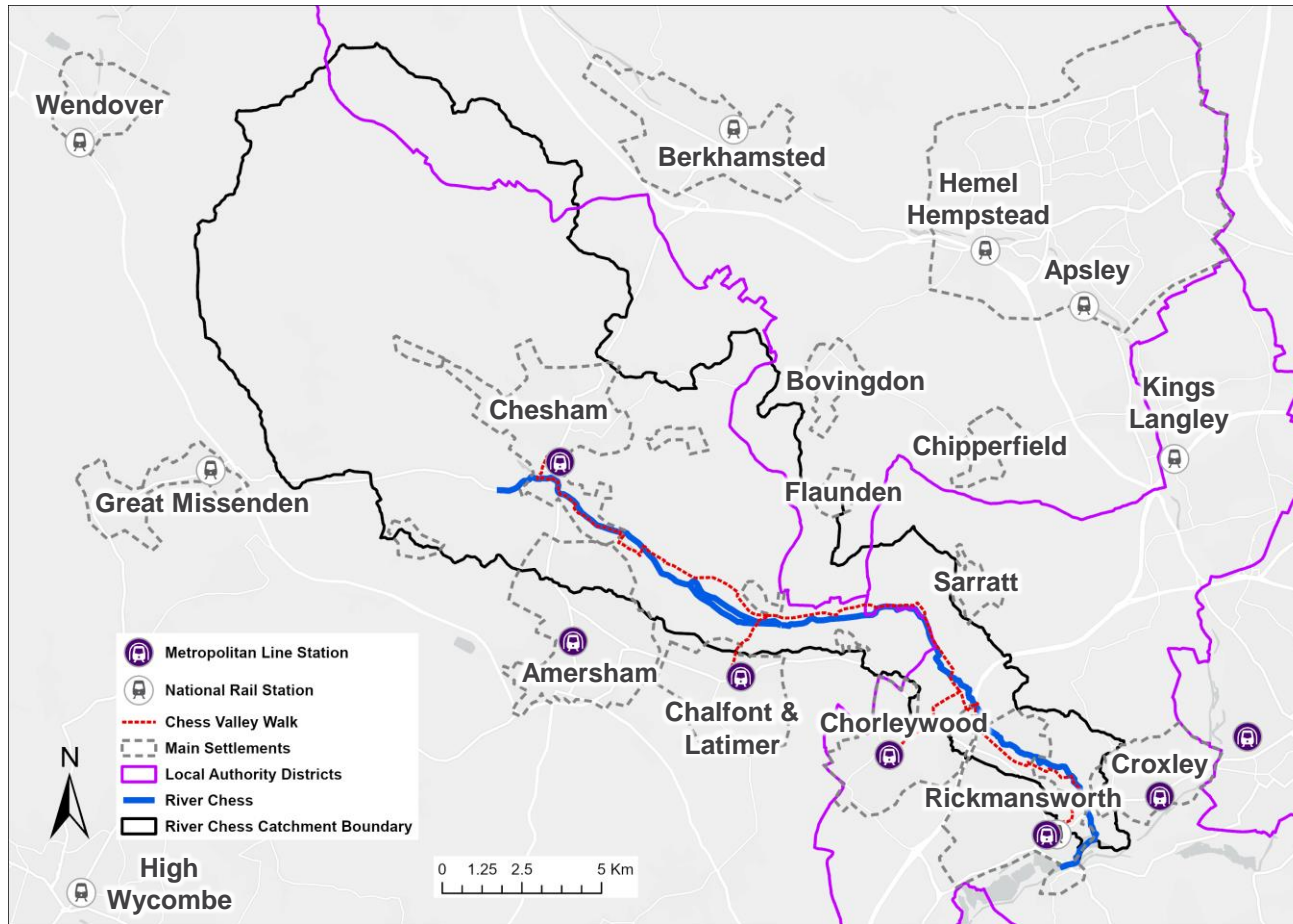 Wendover
Berkhamsted
Hemel
Hempstead
Apsley
Kings
Langley
Bovingdon
Chesham
Chipperfield
Great Missenden
Flaunden
Sarratt
Amersham
Chalfont &
Latimer
Chorleywood
Croxley
Rickmansworth
High
Wycombe
Metropolitan Line Station
National Rail Station
Chess Valley Walk
Main Settlements
Local Authority Districts
River Chess
River Chess Catchment Boundary
N
0 1.25 2.5 5 Km